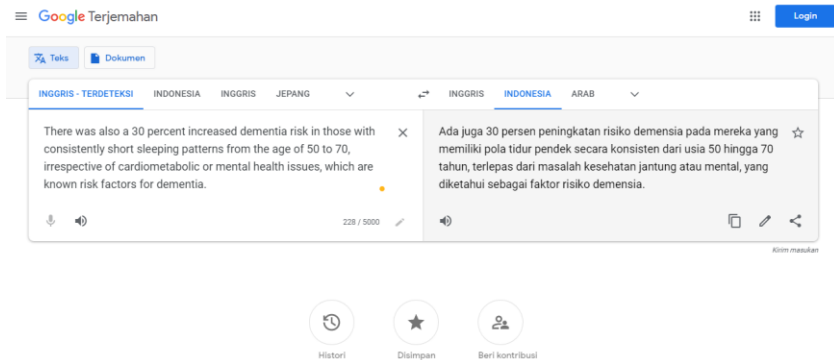 Google Terjemahan
Login
Teks
Dokumen
INGGRIS - TERDETEKSI INDONESIA INGGRIS JEPANG
INGGRIS INDONESIA ARAB
There was also a 30 percent increased dementia risk in those with
consistently short sleeping patterns from the age of 50 to 70,
irrespective of cardiometabolic or mental health issues, which are
known risk factors for dementia.
228 / 5000
Ada juga 30 persen peningkatan risiko demensia pada mereka yang
memiliki pola tidur pendek secara konsisten dari usia 50 hingga 70
tahun, terlepas dari masalah kesehatan jantung atau mental, yang
diketahui sebagai faktor risiko demensia.
Kirim masukan
Histori
Disimpan
Beri kontribusi